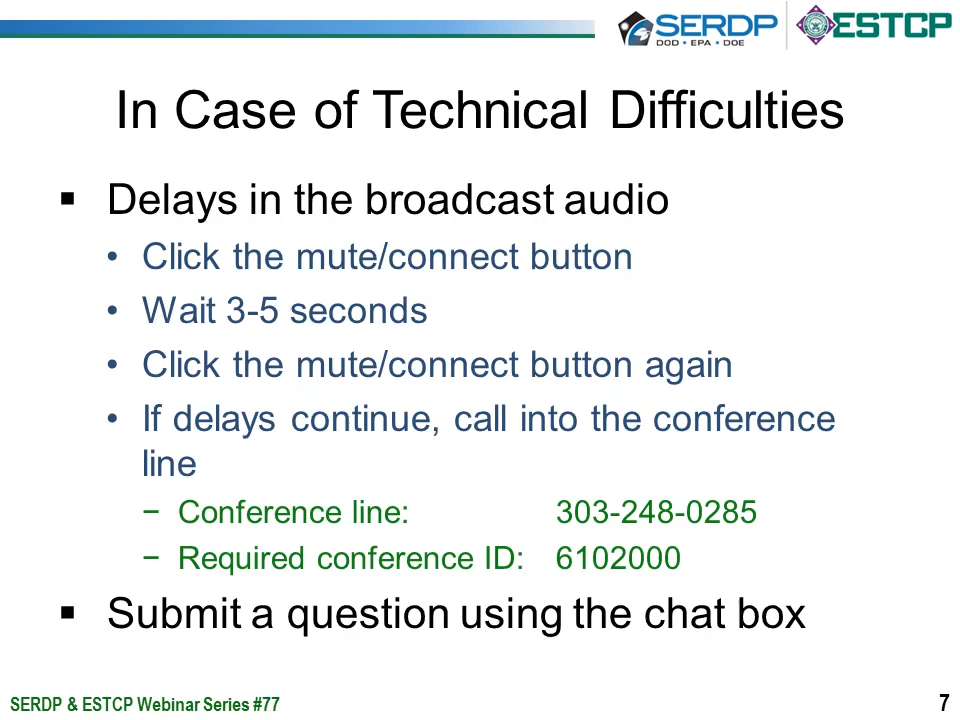 SERDP
DOD • EPA • DOE
ESTCP
In Case of Technical Difficulties
▪ Delays in the broadcast audio
• Click the mute/connect button
• Wait 3-5 seconds
• Click the mute/connect button again
• If delays continue, call into the conference
line
− Conference line: 303-248-0285
− Required conference ID: 6102000
▪ Submit a question using the chat box
SERDP & ESTCP Webinar Series #77
7